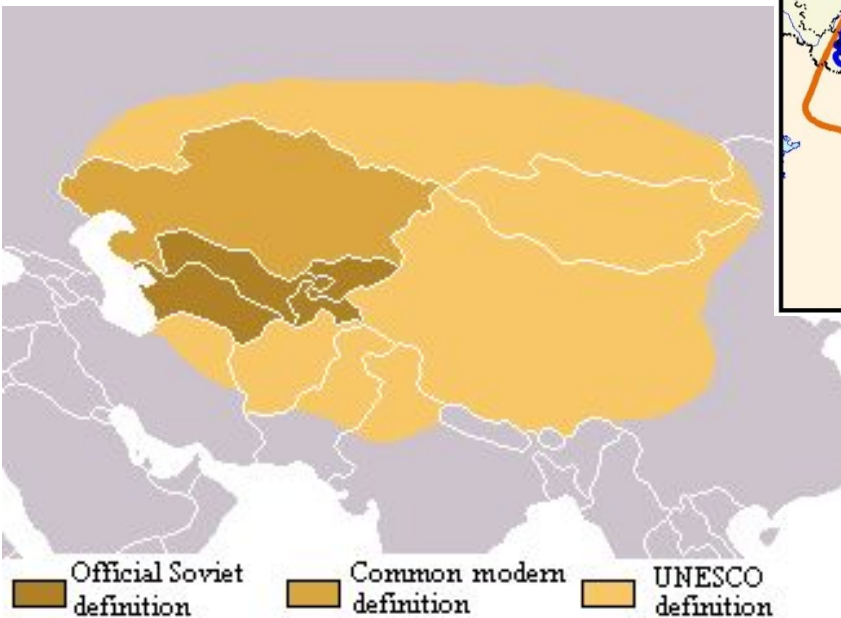 Official Soviet
definition
Common modern
definition
UNESCO
definition